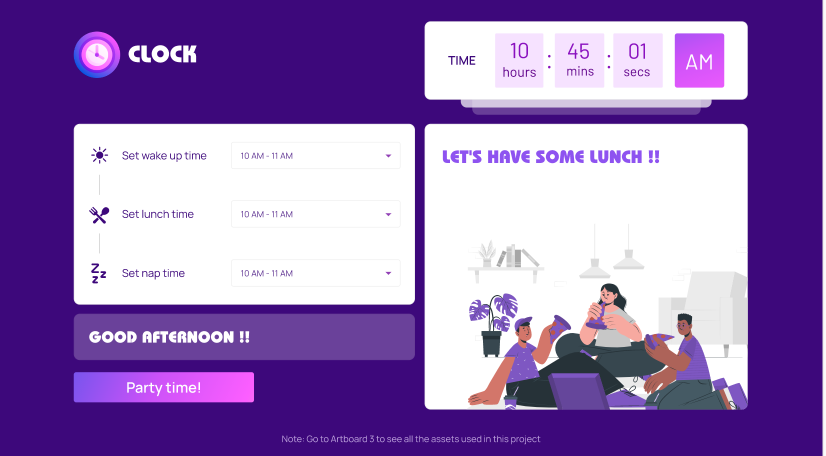 CLOCK
TIME
10 hours : 45 mins : 01 secs AM
Set wake up time 10 AM - 11 AM
Set lunch time 10 AM - 11 AM
Set nap time 10 AM - 11 AM
GOOD AFTERNOON !!
Party time!
LET'S HAVE SOME LUNCH !!
Note: Go to Artboard 3 to see all the assets used in this project